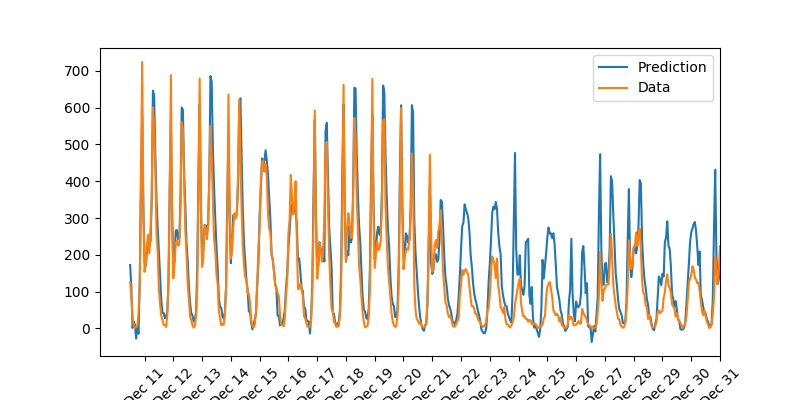 Prediction
Data
700
600
500
400
300
200
100
0
Dec 11
Dec 12
Dec 13
Dec 14
Dec 15
Dec 16
Dec 17
Dec 18
Dec 19
Dec 20
Dec 21
Dec 22
Dec 23
Dec 24
Dec 25
Dec 26
Dec 27
Dec 28
Dec 29
Dec 30
Dec 31